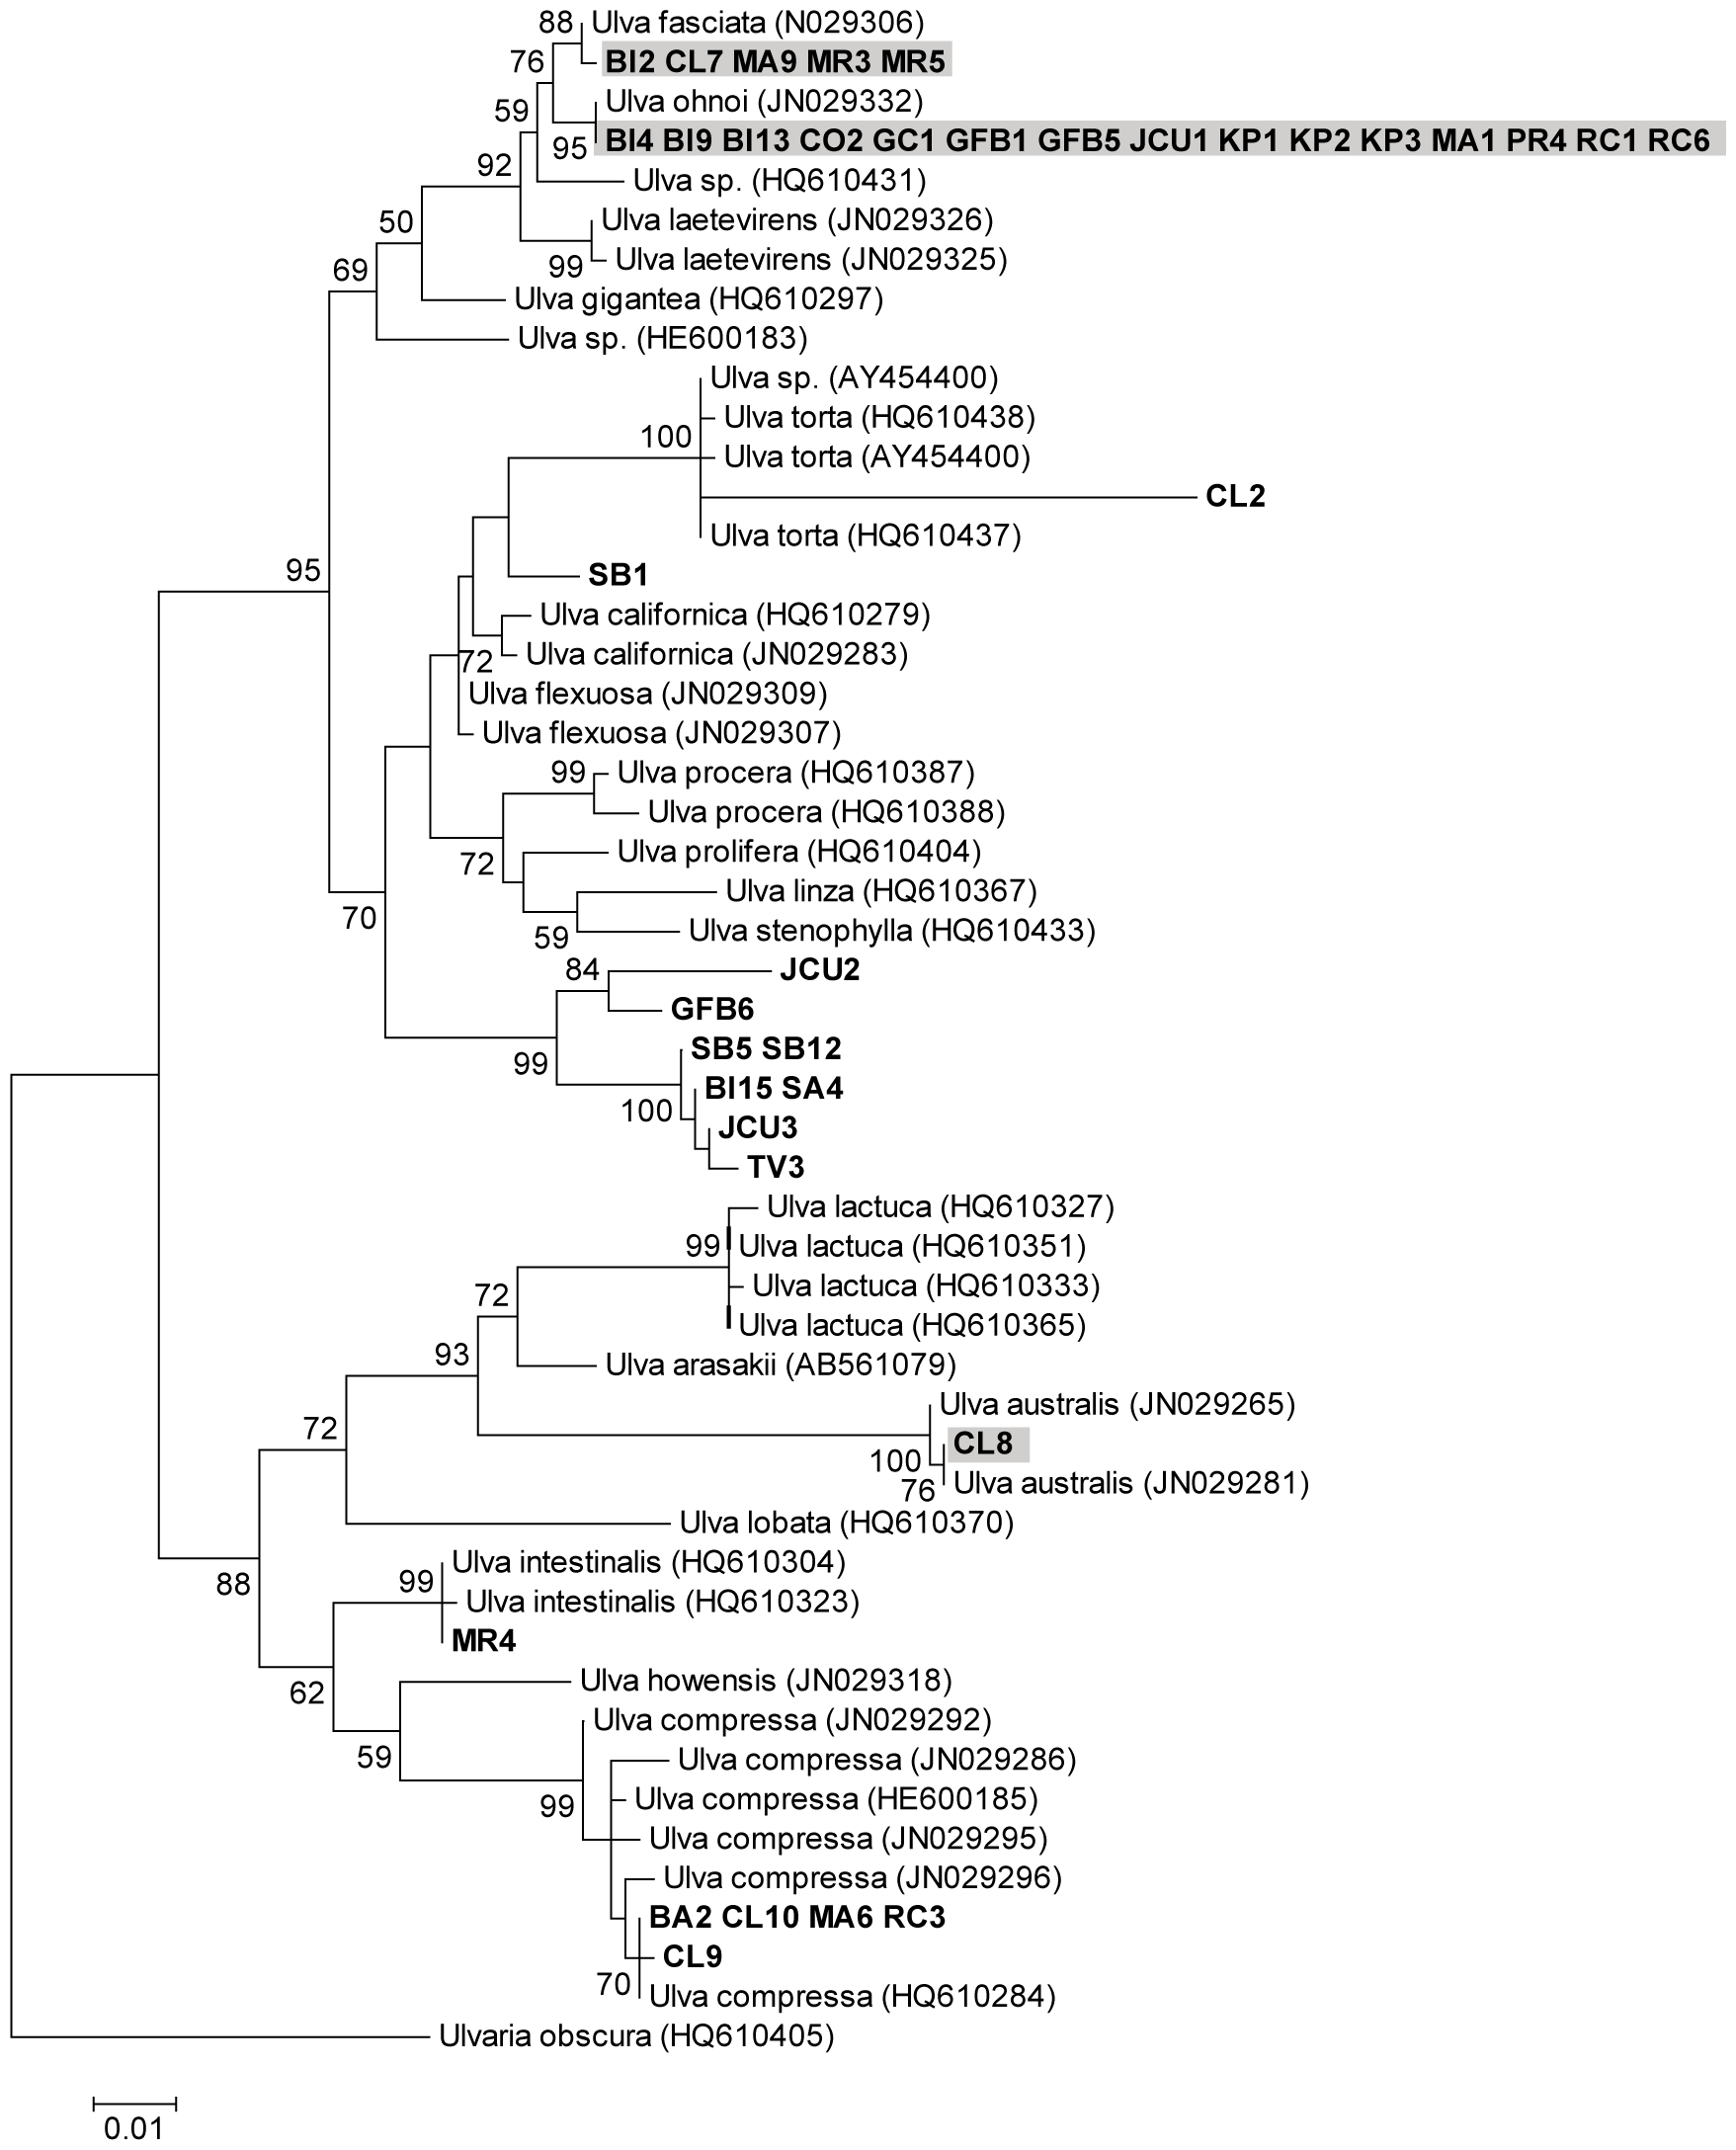 88 Ulva fasciata (N029306)
76 BI2 CL7 MA9 MR3 MR5
59 Ulva ohnoi (JN029332)
95 BI4 BI9 BI13 CO2 GC1 GFB1 GFB5 JCU1 KP1 KP2 KP3 MA1 PR4 RC1 RC6
92 Ulva sp. (HQ610431)
50 Ulva laetevirens (JN029326)
69 99 Ulva laetevirens (JN029325)
Ulva gigantea (HQ610297)
Ulva sp. (HE600183)
Ulva sp. (AY454400)
Ulva torta (HQ610438)
100 Ulva torta (AY454400)
CL2
Ulva torta (HQ610437)
95 SB1
Ulva californica (HQ610279)
72 Ulva californica (JN029283)
Ulva flexuosa (JN029309)
Ulva flexuosa (JN029307)
99 Ulva procera (HQ610387)
Ulva procera (HQ610388)
72 Ulva prolifera (HQ610404)
Ulva linza (HQ610367)
70 59 Ulva stenophylla (HQ610433)
84 JCU2
GFB6
99 SB5 SB12
BI15 SA4
100 JCU3
TV3
Ulva lactuca (HQ610327)
99 Ulva lactuca (HQ610351)
72 Ulva lactuca (HQ610333)
Ulva lactuca (HQ610365)
93 Ulva arasakii (AB561079)
Ulva australis (JN029265)
72 100 CL8
76 Ulva australis (JN029281)
Ulva lobata (HQ610370)
Ulva intestinalis (HQ610304)
88 99 Ulva intestinalis (HQ610323)
MR4
62 Ulva howensis (JN029318)
Ulva compressa (JN029292)
59 Ulva compressa (JN029286)
99 Ulva compressa (HE600185)
Ulva compressa (JN029295)
Ulva compressa (JN029296)
BA2 CL10 MA6 RC3
CL9
70 Ulva compressa (HQ610284)
Ulvaria obscura (HQ610405)
0.01